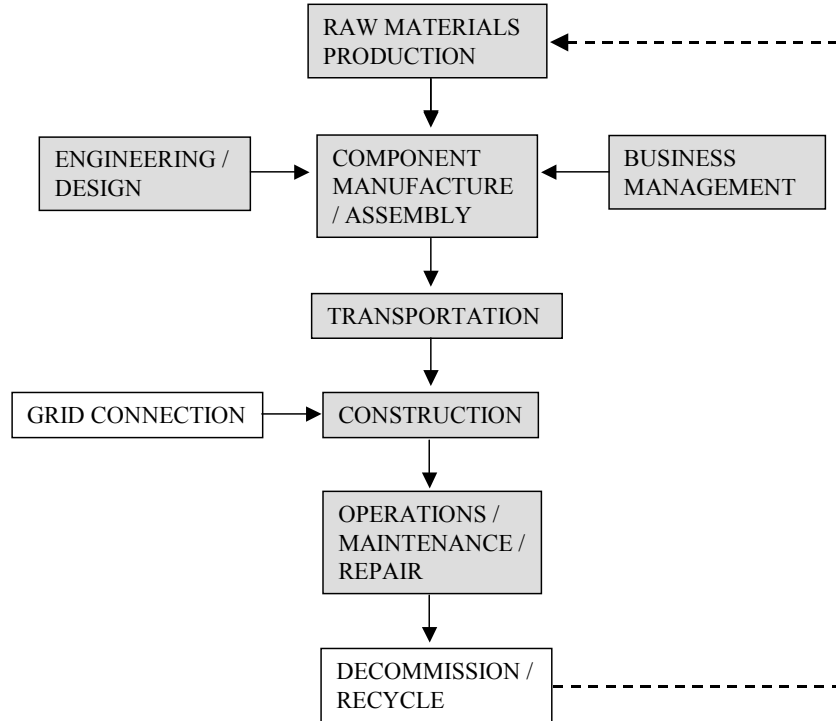 RAW MATERIALS
PRODUCTION
ENGINEERING /
DESIGN
COMPONENT
MANUFACTURE
/ ASSEMBLY
BUSINESS
MANAGEMENT
TRANSPORTATION
GRID CONNECTION
CONSTRUCTION
OPERATIONS /
MAINTENANCE /
REPAIR
DECOMMISSION /
RECYCLE